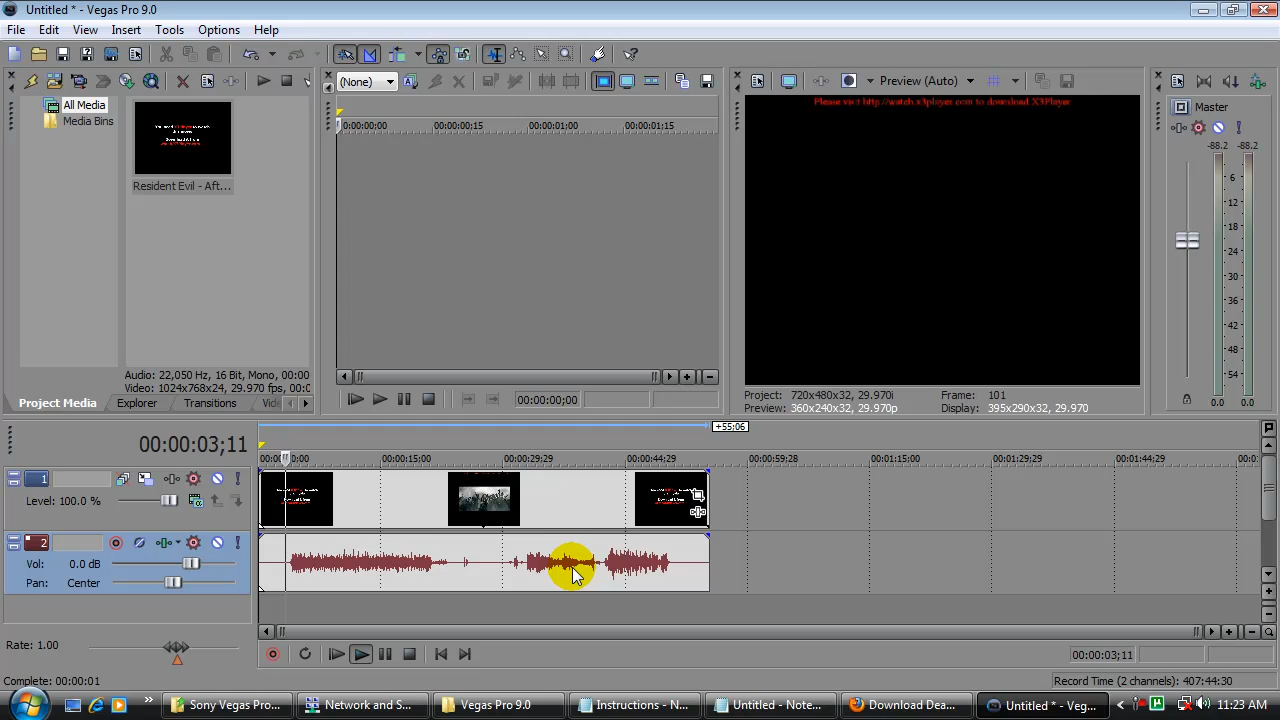 Untitled * - Vegas Pro 9.0
File Edit View Insert Tools Options Help
(None)
Preview (Auto)
All Media
Media Bins
Resident Evil - Aft...
Audio: 22,050 Hz, 16 Bit, Mono, 00:00
Video: 1024x768x24, 29.970 fps, 00:0
Project Media Explorer Transitions
0:00:00;00 00:00:00:15 00:00:01:00 00:00:01:15
00:00:00;00
Please visit http://watch.x3player.com to download X3Player
Project: 720x480x32, 29.970i Frame: 101
Preview: 360x240x32, 29.970p Display: 395x290x32, 29.970
Master
-88.2 -88.2
6
12
18
24
30
36
42
48
54
0.0 0.0
+55:06
00:00:03;11
00:00:15;00 00:00:29;29 00:00:44;29 00:00:59;28 00:01:15;00 00:01:29;29 00:01:44;29
1
Level: 100.0 %
2
Vol: 0.0 dB
Pan: Center
Rate: 1.00
00:00:03;11
Complete: 00:00:01
Record Time (2 channels): 407:44:30
Sony Vegas Pro... Network and S... Vegas Pro 9.0 Instructions - N... Untitled - Note... Download Dea... Untitled * - Veg...
11:23 AM